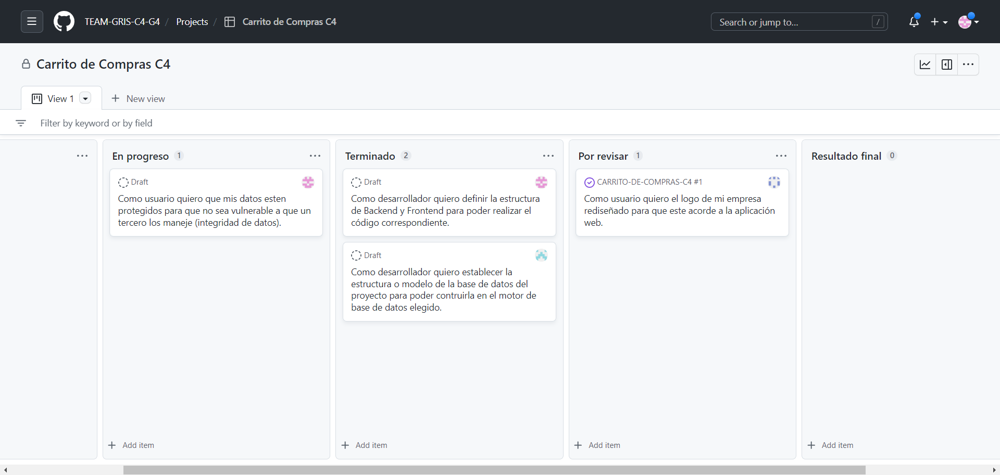 TEAM-GRIS-C4-G4 / Projects / Carrito de Compras C4
Search or jump to... /
Carrito de Compras C4
View 1
New view
Filter by keyword or by field
En progreso 1
Draft
Como usuario quiero que mis datos esten
protegidos para que no sea vulnerable a que un
tercero los maneje (integridad de datos).
Add item
Terminado 2
Draft
Como desarrollador quiero definir la estructura
de Backend y Frontend para poder realizar el
código correspondiente.
Draft
Como desarrollador quiero establecer la
estructura o modelo de la base de datos del
proyecto para poder contruirla en el motor de
base de datos elegido.
Add item
Por revisar 1
CARRITO-DE-COMPRAS-C4 #1
Como usuario quiero el logo de mi empresa
rediseñado para que este acorde a la aplicación
web.
Add item
Resultado final 0
Add item